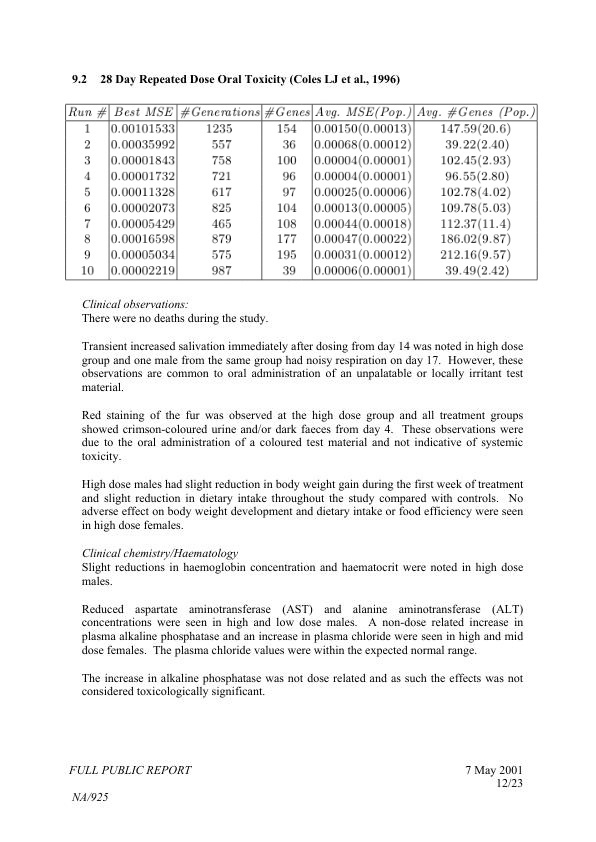 9.2 28 Day Repeated Dose Oral Toxicity (Coles LJ et al., 1996)
Run # Best MSE #Generations #Genes Avg. MSE(Pop.) Avg. #Genes (Pop.)
1 0.00101533 1235 154 0.00150(0.00013) 147.59(20.6)
2 0.00035992 557 36 0.00068(0.00012) 39.22(2.40)
3 0.00001843 758 100 0.00004(0.00001) 102.45(2.93)
4 0.00001732 721 96 0.00004(0.00001) 96.55(2.80)
5 0.00011328 617 97 0.00025(0.00006) 102.78(4.02)
6 0.00002073 825 104 0.00013(0.00005) 109.78(5.03)
7 0.00005429 465 108 0.00044(0.00018) 112.37(11.4)
8 0.00016598 879 177 0.00047(0.00022) 186.02(9.87)
9 0.00005034 575 195 0.00031(0.00012) 212.16(9.57)
10 0.00002219 987 39 0.00006(0.00001) 39.49(2.42)
Clinical observations:
There were no deaths during the study.
Transient increased salivation immediately after dosing from day 14 was noted in high dose
group and one male from the same group had noisy respiration on day 17. However, these
observations are common to oral administration of an unpalatable or locally irritant test
material.
Red staining of the fur was observed at the high dose group and all treatment groups
showed crimson-coloured urine and/or dark faeces from day 4. These observations were
due to the oral administration of a coloured test material and not indicative of systemic
toxicity.
High dose males had slight reduction in body weight gain during the first week of treatment
and slight reduction in dietary intake throughout the study compared with controls. No
adverse effect on body weight development and dietary intake or food efficiency were seen
in high dose females.
Clinical chemistry/Haematology
Slight reductions in haemoglobin concentration and haematocrit were noted in high dose
males.
Reduced aspartate aminotransferase (AST) and alanine aminotransferase (ALT)
concentrations were seen in high and low dose males. A non-dose related increase in
plasma alkaline phosphatase and an increase in plasma chloride were seen in high and mid
dose females. The plasma chloride values were within the expected normal range.
The increase in alkaline phosphatase was not dose related and as such the effects was not
considered toxicologically significant.
FULL PUBLIC REPORT 7 May 2001
12/23
NA/925